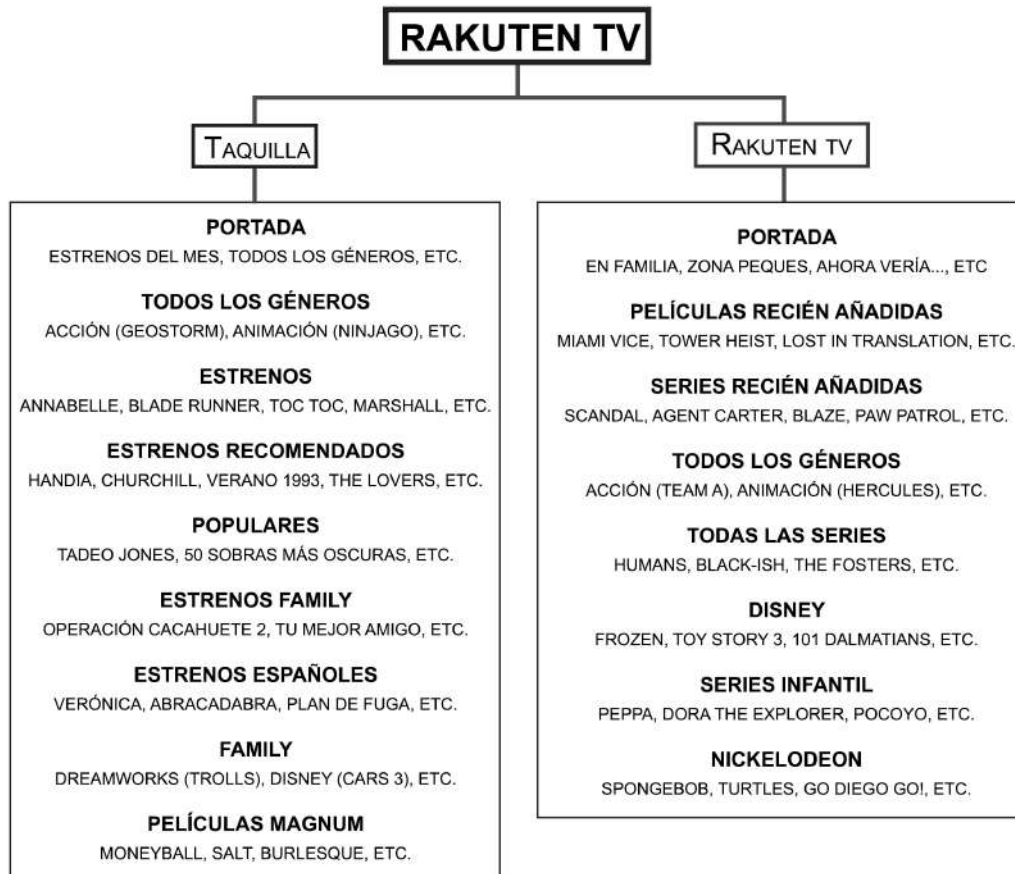 RAKUTEN TV
TAQUILLA
PORTADA
ESTRENOS DEL MES, TODOS LOS GÉNEROS, ETC.
TODOS LOS GÉNEROS
ACCIÓN (GEOSTORM), ANIMACIÓN (NINJAGO), ETC.
ESTRENOS
ANNABELLE, BLADE RUNNER, TOC TOC, MARSHALL, ETC.
ESTRENOS RECOMENDADOS
HANDIA, CHURCHILL, VERANO 1993, THE LOVERS, ETC.
POPULARES
TADEO JONES, 50 SOBRAS MÁS OSCURAS, ETC.
ESTRENOS FAMILY
OPERACIÓN CACAHUETE 2, TU MEJOR AMIGO, ETC.
ESTRENOS ESPAÑOLES
VERÓNICA, ABRACADABRA, PLAN DE FUGA, ETC.
FAMILY
DREAMWORKS (TROLLS), DISNEY (CARS 3), ETC.
PELÍCULAS MAGNUM
MONEYBALL, SALT, BURLESQUE, ETC.
RAKUTEN TV
PORTADA
EN FAMILIA, ZONA PEQUES, AHORA VERÍA..., ETC
PELÍCULAS RECIÉN AÑADIDAS
MIAMI VICE, TOWER HEIST, LOST IN TRANSLATION, ETC.
SERIES RECIÉN AÑADIDAS
SCANDAL, AGENT CARTER, BLAZE, PAW PATROL, ETC.
TODOS LOS GÉNEROS
ACCIÓN (TEAM A), ANIMACIÓN (HERCULES), ETC.
TODAS LAS SERIES
HUMANS, BLACK-ISH, THE FOSTERS, ETC.
DISNEY
FROZEN, TOY STORY 3, 101 DALMATIANS, ETC.
SERIES INFANTIL
PEPPA, DORA THE EXPLORER, POCOYO, ETC.
NICKELODEON
SPONGEBOB, TURTLES, GO DIEGO GO!, ETC.